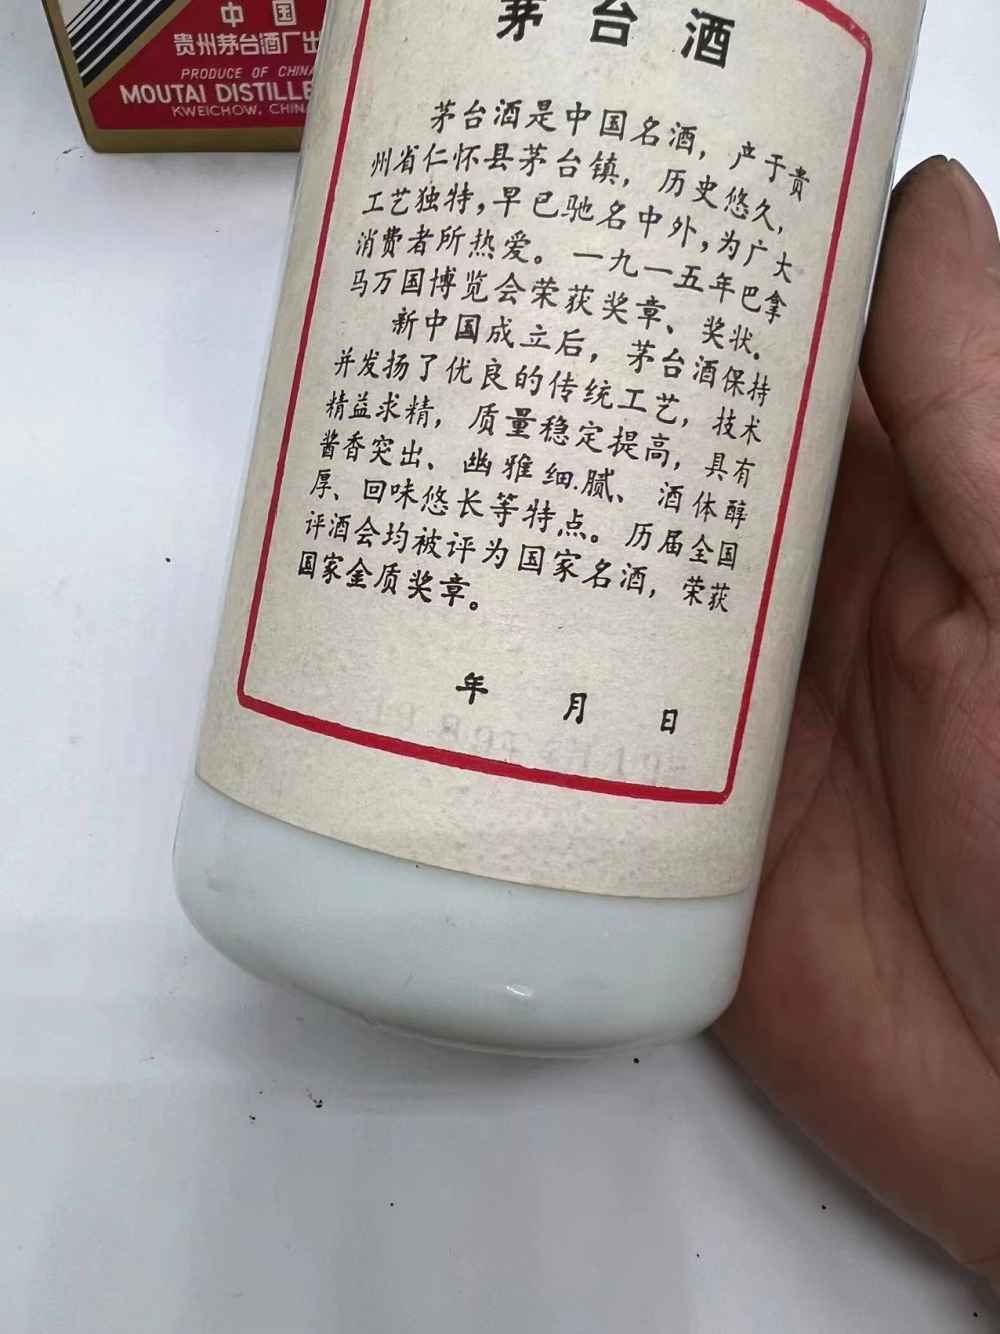 中国
贵州茅台酒厂出
PRODUCE OF CHINA
MOUTAI DISTILLE
KWEICHOW, CHINA
茅台酒
茅台酒是中国名酒，产于贵
州省仁怀县茅台镇，历史悠久，
工艺独特，早已驰名中外，为广大
消费者所热爱。一九一五年巴拿
马万国博览会荣获奖章、奖状。
新中国成立后，茅台酒保持
并发扬了优良的传统工艺，技术
精益求精，质量稳定提高，具有
酱香突出、幽雅细腻、酒体醇
厚、回味悠长等特点。历届全国
评酒会均被评为国家名酒，荣获
国家金质奖章。
年 月 日